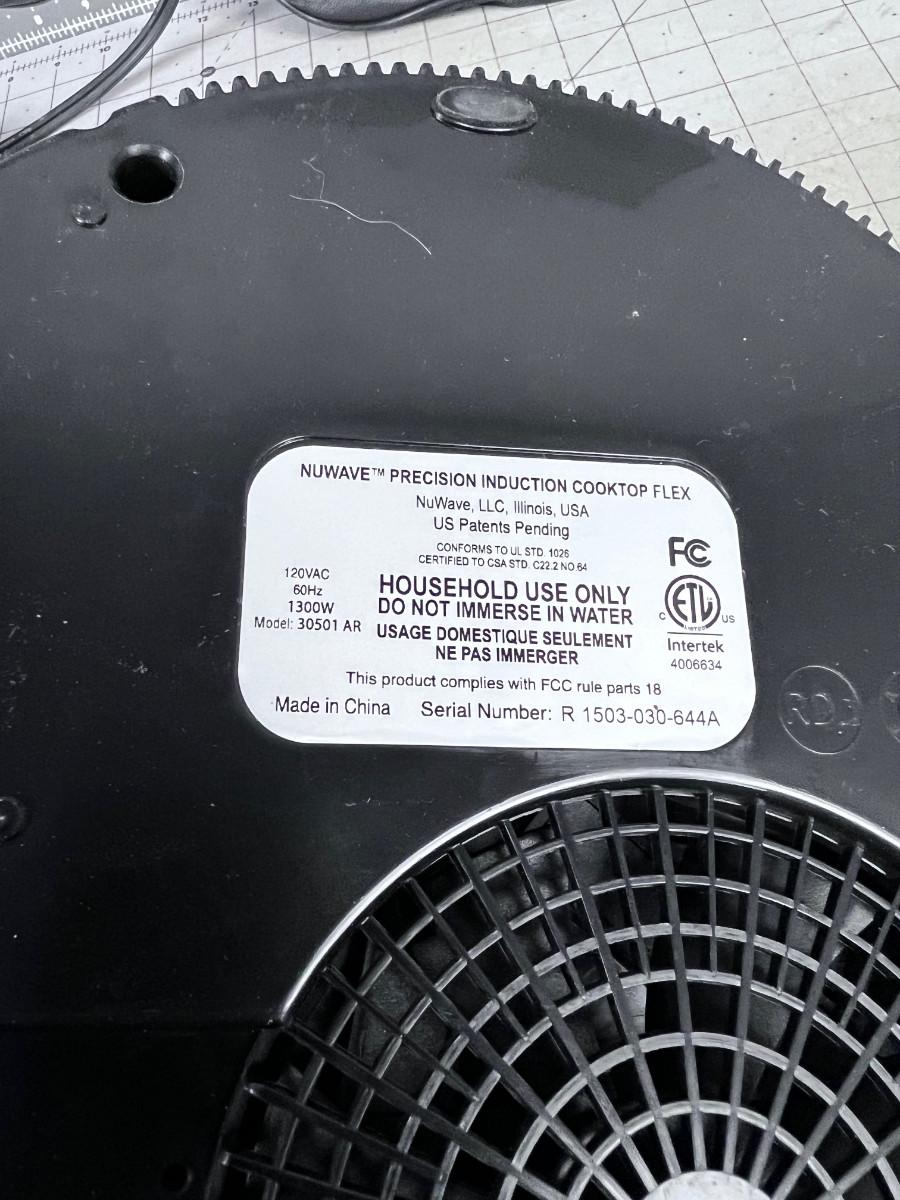 NUWAVE™ PRECISION INDUCTION COOKTOP FLEX
NuWave, LLC, Illinois, USA
US Patents Pending
CONFORMS TO UL STD. 1026
CERTIFIED TO CSA STD. C22.2 NO.64
120VAC
60Hz
1300W
Model: 30501 AR
HOUSEHOLD USE ONLY
DO NOT IMMERSE IN WATER
USAGE DOMESTIQUE SEULEMENT
NE PAS IMMERGER
FC
C ETL US
LISTED
Intertek
4006634
This product complies with FCC rule parts 18
Made in China
Serial Number: R 1503-030-644A